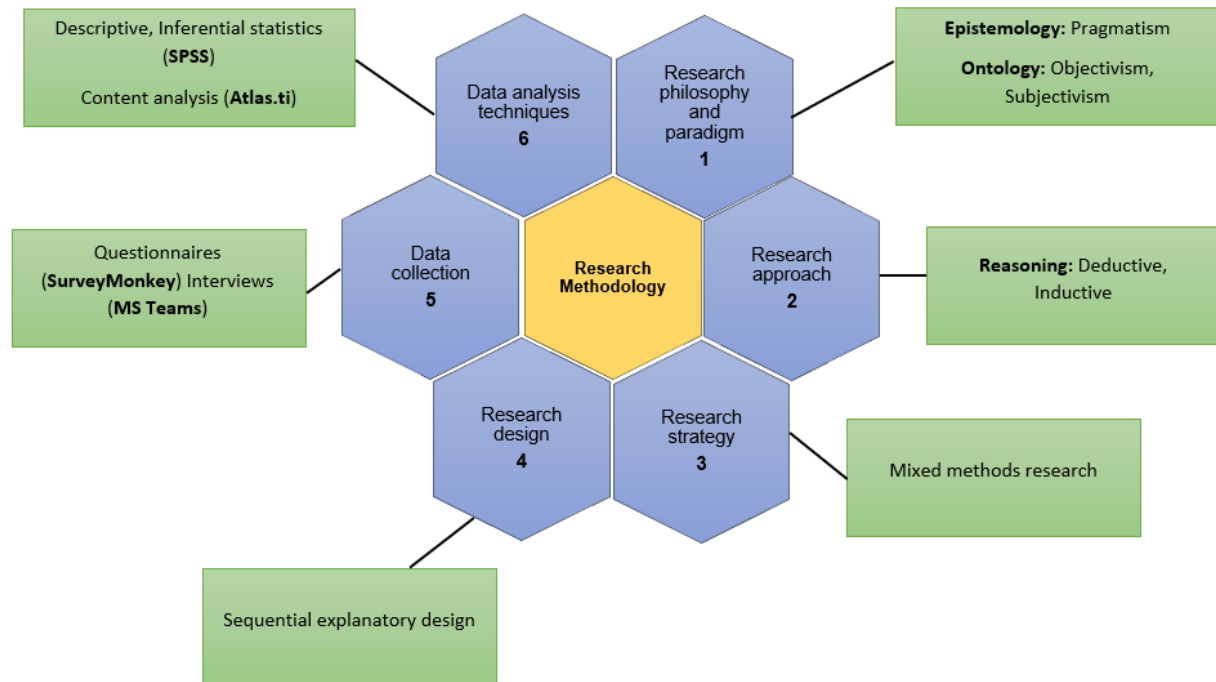 Descriptive, Inferential statistics
(SPSS)
Content analysis (Atlas.ti)
Data analysis
techniques
6
Research
philosophy
and
paradigm
1
Epistemology: Pragmatism
Ontology: Objectivism,
Subjectivism
Questionnaires
(SurveyMonkey) Interviews
(MS Teams)
Data
collection
5
Research
Methodology
Research
approach
2
Reasoning: Deductive,
Inductive
Research
design
4
Research
strategy
3
Mixed methods research
Sequential explanatory design